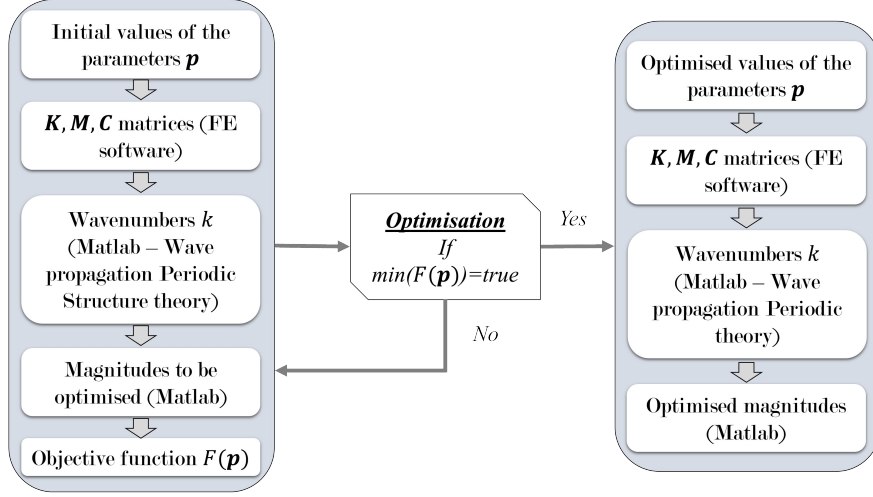 Initial values of the
parameters p
K, M, C matrices (FE
software)
Wavenumbers k
(Matlab – Wave
propagation Periodic
Structure theory)
Magnitudes to be
optimised (Matlab)
Objective function F(p)
Optimisation
If
min(F(p))=true
Yes
No
Optimised values of the
parameters p
K, M, C matrices (FE
software)
Wavenumbers k
(Matlab – Wave
propagation Periodic
theory)
Optimised magnitudes
(Matlab)